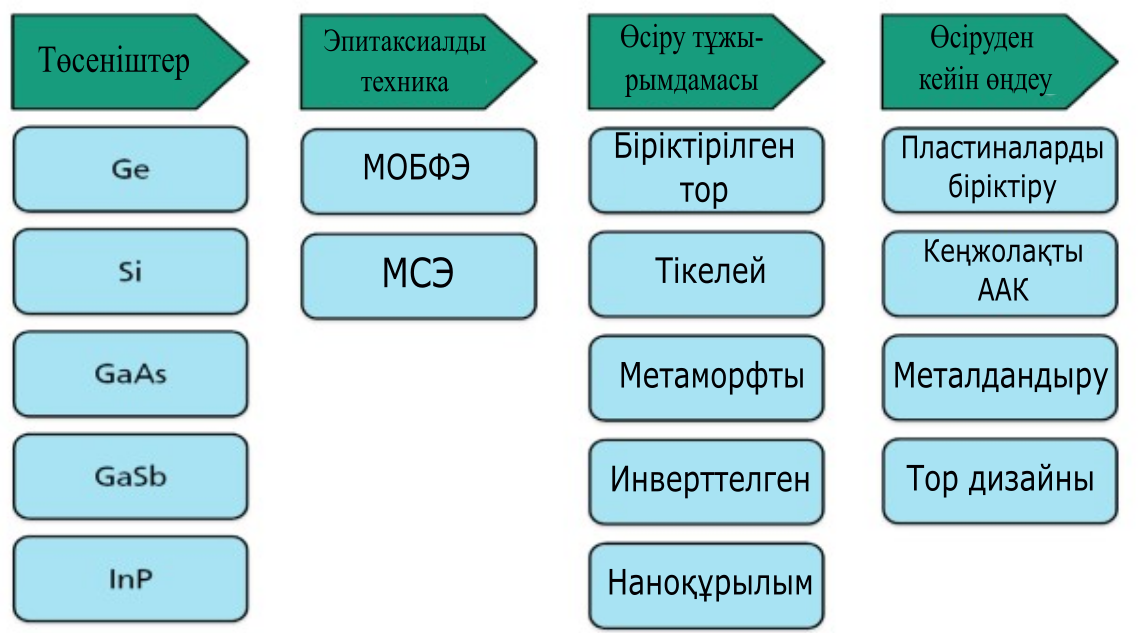 Төсеніштер
Ge
Si
GaAs
GaSb
InP
Эпитаксиалды
техника
МОБФЭ
МСЭ
Өсіру тұжы-
рымдамасы
Біріктірілген
тор
Тікелей
Метаморфты
Инверттелген
Наноқұрылым
Өсіруден
кейін өңдеу
Пластиналарды
біріктіру
Кеңжолақты
ААК
Металдандыру
Тор дизайны